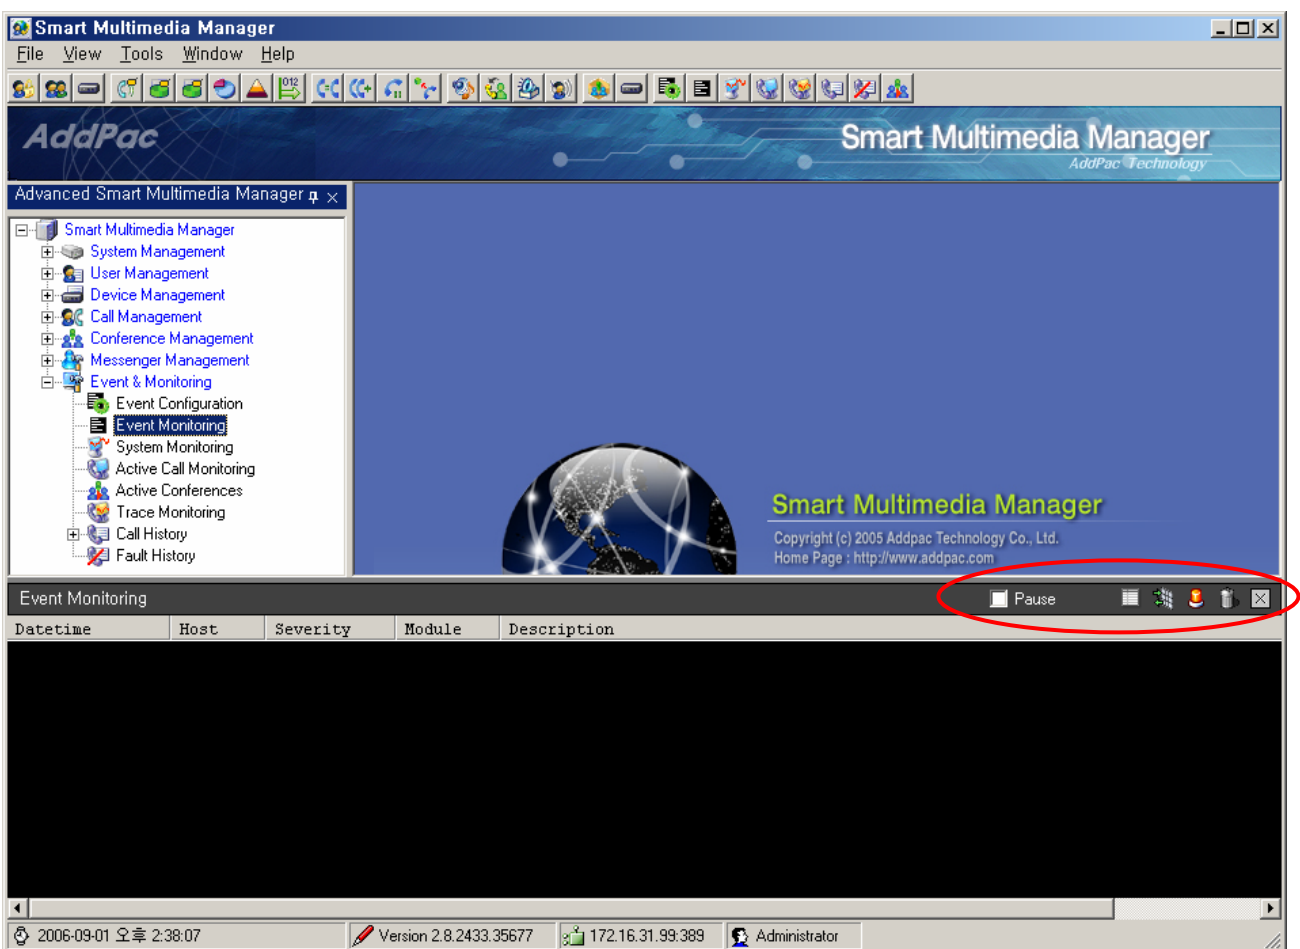 Smart Multimedia Manager
File View Tools Window Help
AddPac
Smart Multimedia Manager
AddPac Technology
Advanced Smart Multimedia Manager
Smart Multimedia Manager
System Management
User Management
Device Management
Call Management
Conference Management
Messenger Management
Event & Monitoring
Event Configuration
Event Monitoring
System Monitoring
Active Call Monitoring
Active Conferences
Trace Monitoring
Call History
Fault History
Smart Multimedia Manager
Copyright (c) 2005 Addpac Technology Co., Ltd.
Home Page : http://www.addpac.com
Event Monitoring Pause
Datetime Host Severity Module Description
2006-09-01 오후 2:38:07 Version 2.8.2433.35677 172.16.31.99:389 Administrator